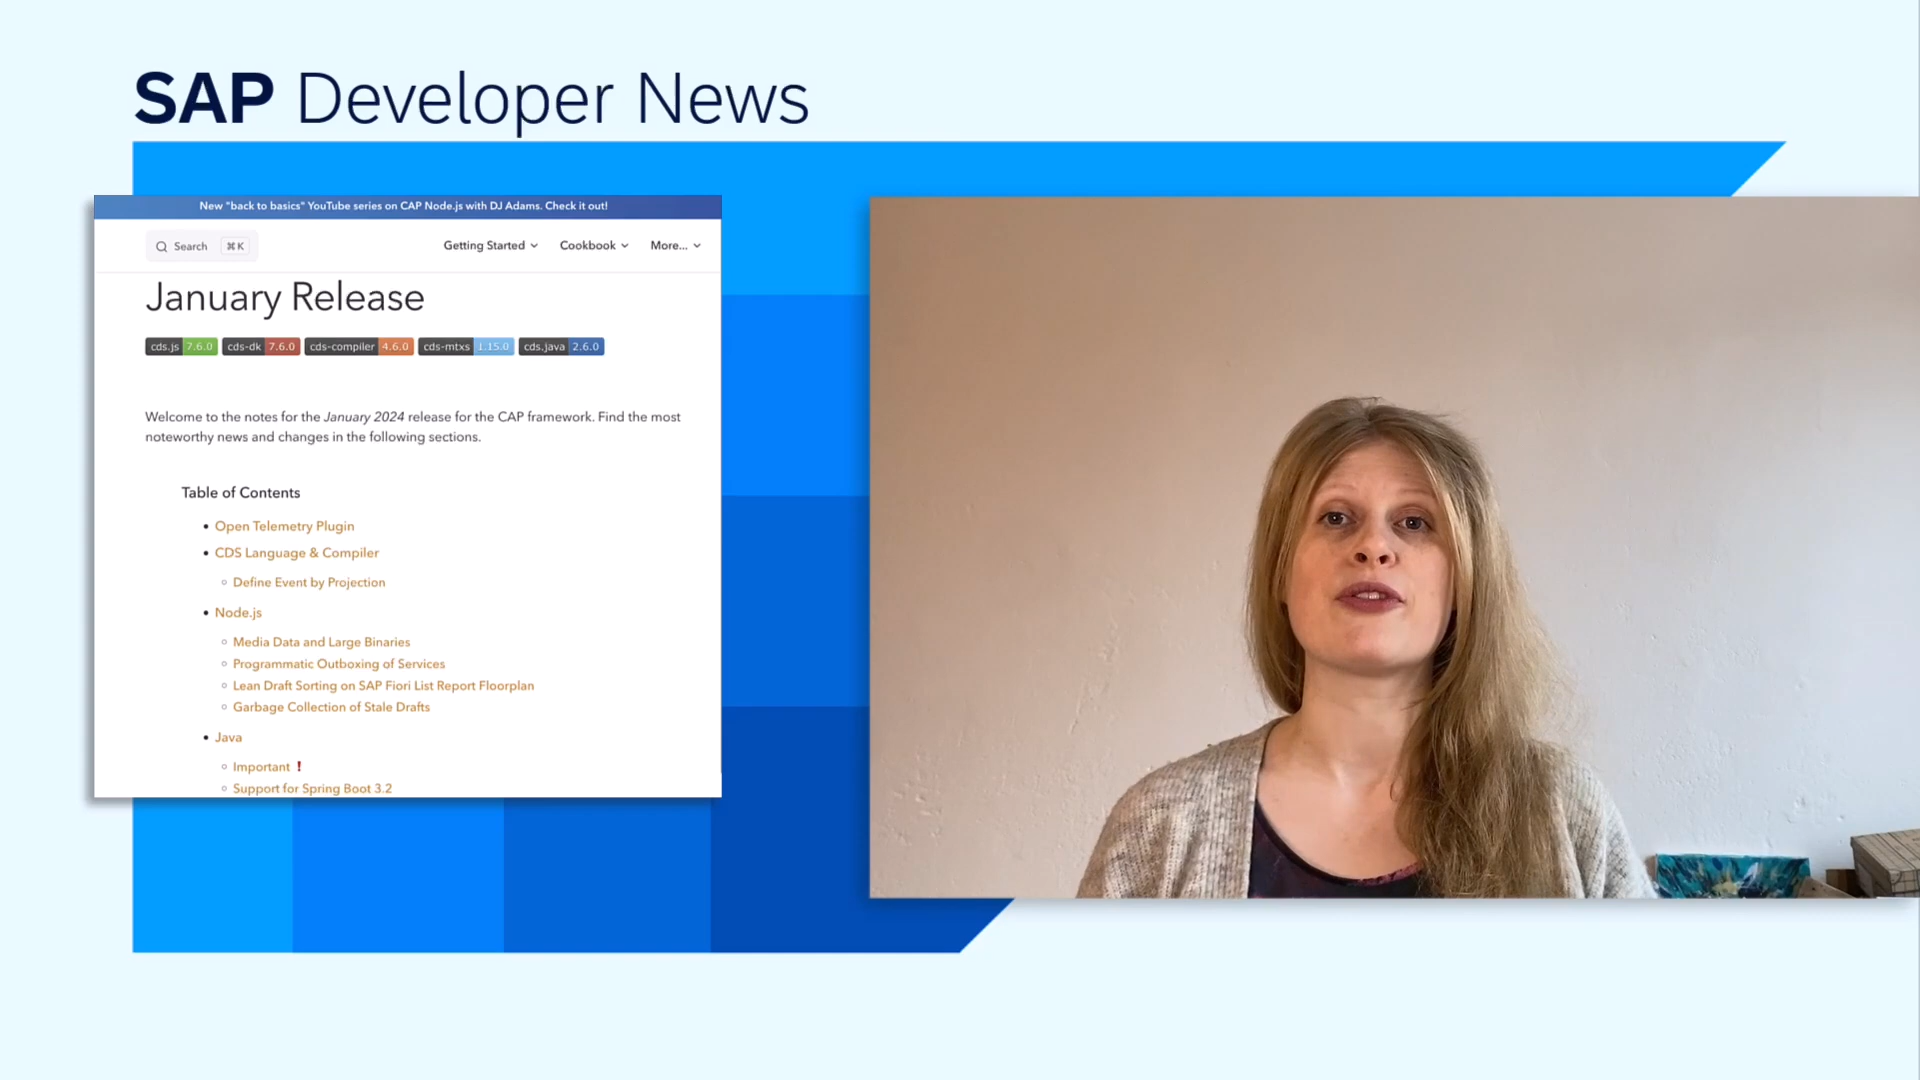 SAP Developer News
New "back to basics" YouTube series on CAP Node.js with DJ Adams. Check it out!
Search ⌘ K Getting Started Cookbook More...
January Release
cds.js 7.6.0 cds-dk 7.6.0 cds-compiler 4.6.0 cds-mtxs 1.15.0 cds.java 2.6.0
Welcome to the notes for the January 2024 release for the CAP framework. Find the most
noteworthy news and changes in the following sections.
Table of Contents
• Open Telemetry Plugin
• CDS Language & Compiler
◦ Define Event by Projection
• Node.js
◦ Media Data and Large Binaries
◦ Programmatic Outboxing of Services
◦ Lean Draft Sorting on SAP Fiori List Report Floorplan
◦ Garbage Collection of Stale Drafts
• Java
◦ Important ❗
◦ Support for Spring Boot 3.2